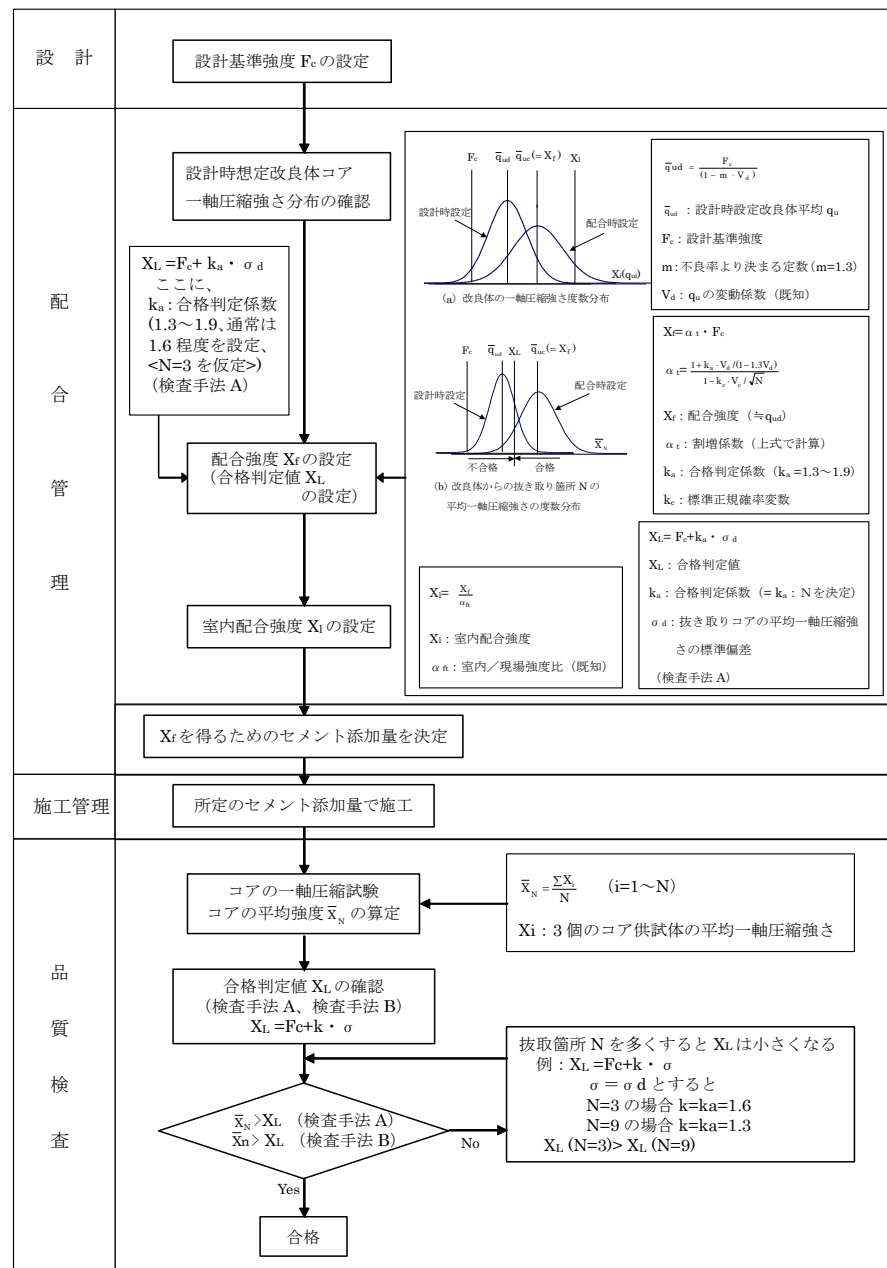 設 計
設計基準強度 Fcの設定
配
合
管
理
設計時想定改良体コア
一軸圧縮強さ分布の確認
XL =Fc+ ka・σd
ここに、
ka：合格判定係数
(1.3～1.9、通常は
1.6 程度を設定、
<N=3 を仮定>)
（検査手法 A）
配合強度 Xfの設定
（合格判定値 XL
の設定）
室内配合強度 Xlの設定
Xfを得るためのセメント添加量を決定
Fc q̅ud q̅uc(= Xf) Xl
設計時設定
配合時設定
Xi(qui)
(a) 改良体の一軸圧縮強さ度数分布
Fc q̅ud XL q̅uc(= Xf)
設計時設定
配合時設定
X̅N
不合格 合格
(b) 改良体からの抜き取り箇所 N の
平均一軸圧縮強さの度数分布
q̅ud = Fc/(1－m・Vd)
q̅ud：設計時設定改良体平均 qu
Fc：設計基準強度
m：不良率より決まる定数(m=1.3)
Vd：quの変動係数（既知）
Xf=αt・Fc
αt=1+ka・Vd/(1-1.3Vd)/1-kc・Vc/√N
Xf：配合強度（≒qud）
αt：割増係数（上式で計算）
ka：合格判定係数（ka=1.3～1.9）
kc：標準正規確率変数
XL= Fc+ka・σd
XL：合格判定値
ka：合格判定係数（= ka：Nを決定）
σd：抜き取りコアの平均一軸圧縮強
さの標準偏差
（検査手法 A）
Xl= Xf/αft
Xl：室内配合強度
αft：室内／現場強度比（既知）
施工管理
所定のセメント添加量で施工
品
質
検
査
コアの一軸圧縮試験
コアの平均強度 X̅N の算定
X̅N=∑Xi/N （i=1～N）
Xi：3 個のコア供試体の平均一軸圧縮強さ
合格判定値 XLの確認
（検査手法 A、検査手法 B）
XL =Fc+k・σ
抜取箇所 N を多くすると XLは小さくなる
例：XL =Fc+k・σ
σ＝σd とすると
N=3 の場合 k=ka=1.6
N=9 の場合 k=ka=1.3
XL (N=3)> XL (N=9)
X̅N>XL （検査手法 A）
X̅n> XL （検査手法 B）
No
Yes
合格